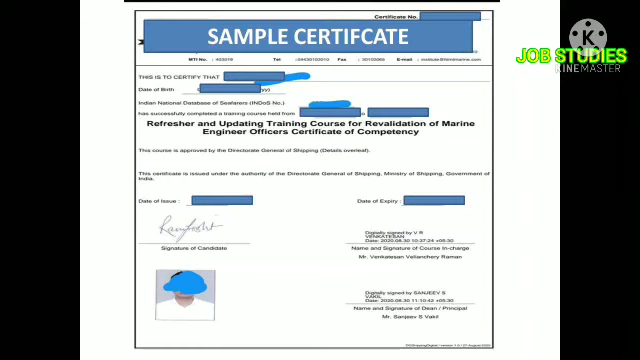 Certificate No.
SAMPLE CERTIFCATE
JOB STUDIES
KINEMASTER
MTI No. : 403019 Tel :04430103010 Fax : 30103065 E-mail :
THIS IS TO CERTIFY THAT
Date of Birth
Indian National Database of Seafarers (INDoS No.)
has successfully completed a training course held from
Refresher and Updating Training Course for Revalidation of Marine
Engineer Officers Certificate of Competency
This course is approved by the Directorate General of Shipping (Details overleaf).
This certificate is issued under the authority of the Directorate General of Shipping, Ministry of Shipping, Government of
India.
Date of Issue : Date of Expiry :
Digitally signed by V R
VENKATESAN
Date: 2020.08.30 10:37:24 +05:30
Signature of Candidate
Name and Signature of Course In-charge
Mr. Venkatesan Vellanchery Raman
Digitally signed by SANJEEV S
VAKIL
Date: 2020.08.30 11:10:42 +05:30
Name and Signature of Dean / Principal
Mr. Sanjeev S Vakil